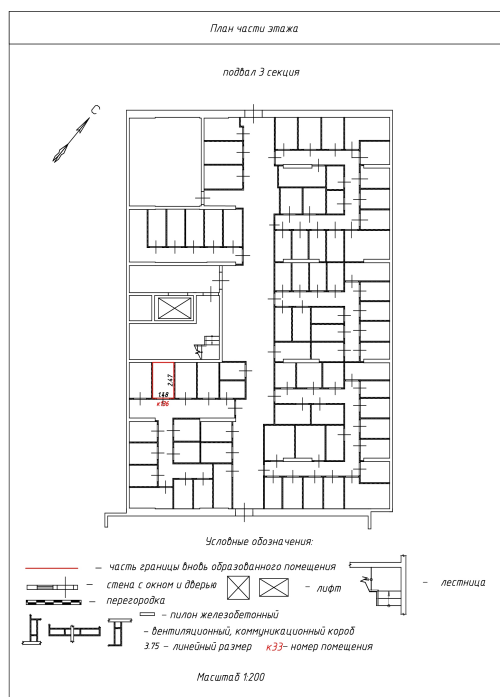 План части этажа
подвал 3 секция
С
2.47
1.48
к186
Условные обозначения:
– часть границы вновь образованного помещения
– стена с окном и дверью
– лифт
– лестница
– перегородка
– пилон железобетонный
– вентиляционный, коммуникационный короб
3.75 – линейный размер к33– номер помещения
Масштаб 1:200